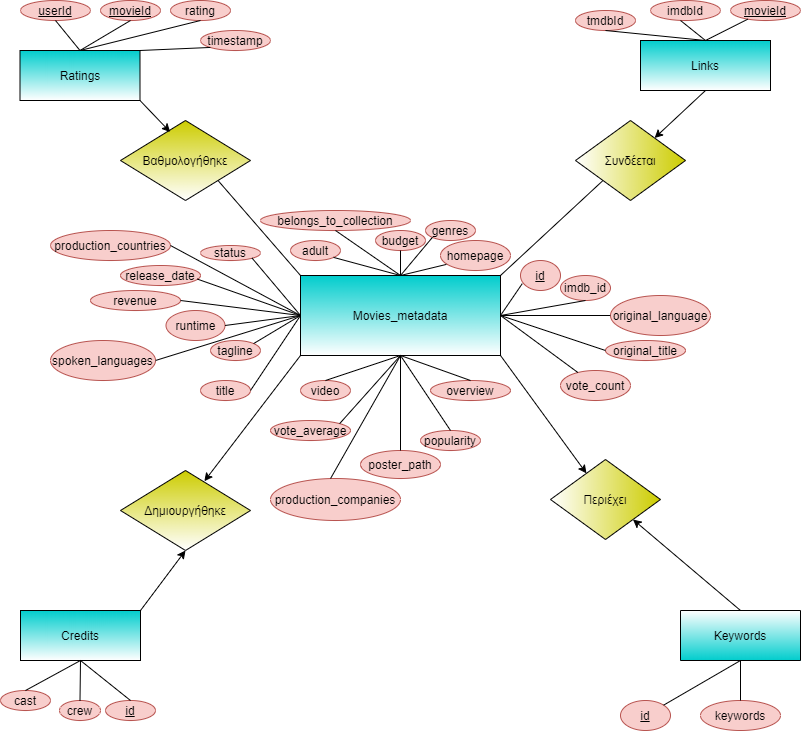 userId
movieId
rating
timestamp
Ratings
tmdbId
imdbId
movieId
Links
Βαθμολογήθηκε
Συνδέεται
belongs_to_collection
adult
budget
genres
homepage
production_countries
status
release_date
revenue
runtime
tagline
spoken_languages
title
Movies_metadata
id
imdb_id
original_language
original_title
vote_count
video
overview
vote_average
popularity
poster_path
production_companies
Δημιουργήθηκε
Περιέχει
Credits
cast
crew
id
Keywords
id
keywords